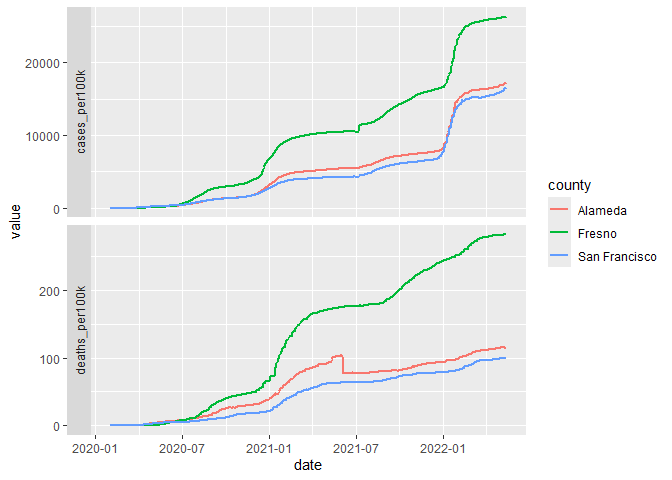 cases_per100k
20000
10000
0
value
deaths_per100k
200
100
0
2020-01 2020-07 2021-01 2021-07 2022-01
date
county
Alameda
Fresno
San Francisco